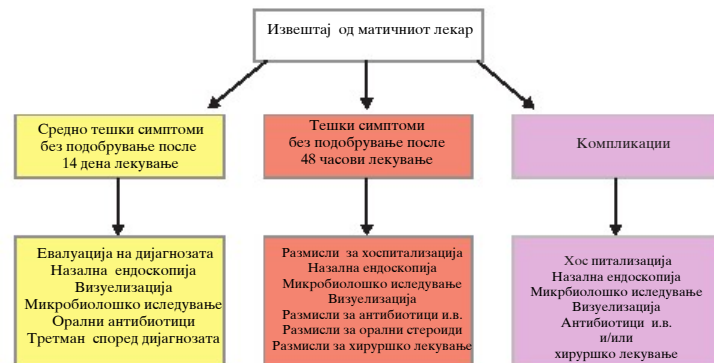 Извештај од матичниот лекар
Средно тешки симптоми
без подобрување после
14 дена лекување
Тешки симптоми
без подобрување после
48 часови лекување
Компликации
Евалуација на дијагнозата
Назална ендоскопија
Визуелизација
Микробиолошко иследување
Орални антибиотици
Третман според дијагнозата
Размисли за хоспитализација
Назална ендоскопија
Микробиолошко иследување
Визуелизација
Размисли за антибиотици и.в.
Размисли за орални стероиди
Размисли за хируршко лекување
Хос питализација
Назална ендоскопија
Микрбиолошко иследување
Визуелизација
Антибиотици и.в.
и/или
хируршко лекување